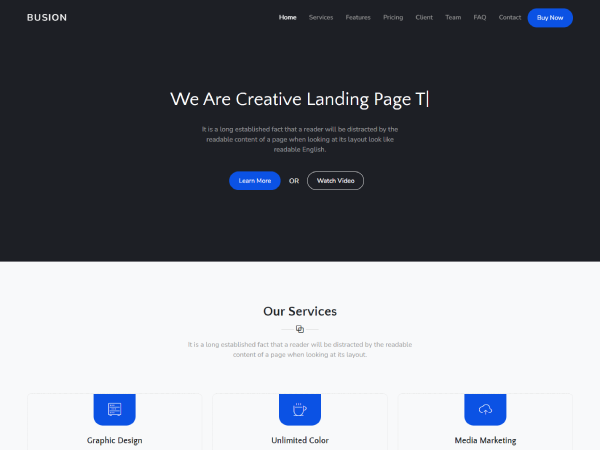 BUSION
Home Services Features Pricing Client Team FAQ Contact Buy Now
We Are Creative Landing Page T
It is a long established fact that a reader will be distracted by the
readable content of a page when looking at its layout look like
readable English.
Learn More OR Watch Video
Our Services
It is a long established fact that a reader will be distracted by the readable
content of a page when looking at its layout.
Graphic Design Unlimited Color Media Marketing